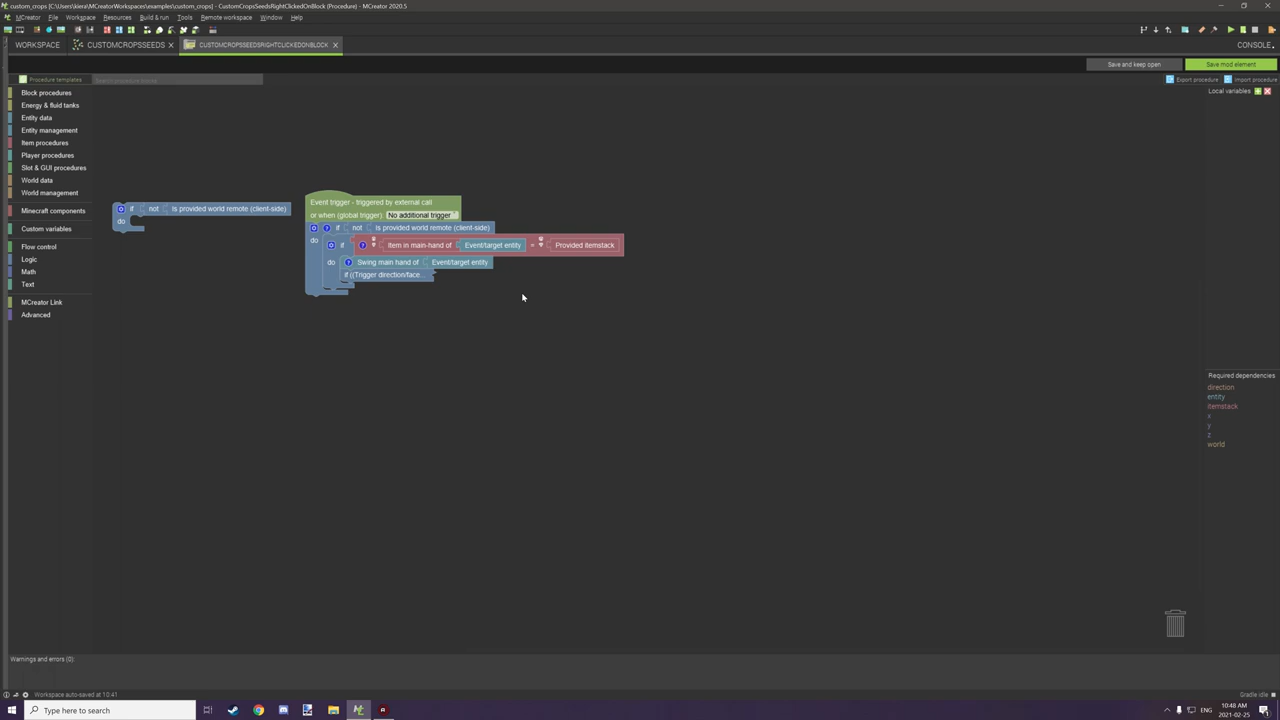 custom_crops [C:\Users\kiera\MCreatorWorkspaces\examples\custom_crops] - CustomCropsSeedsRightClickedOnBlock (Procedure) - MCreator 2020.5
MCreator File Workspace Resources Build & run Tools Remote workspace Window Help
WORKSPACE CUSTOMCROPSSEEDS CUSTOMCROPSSEEDSRIGHTCLICKEDONBLOCK CONSOLE
Save and keep open Save mod element
Procedure templates Search procedure blocks Export procedure Import procedure
Local variables
Block procedures
Energy & fluid tanks
Entity data
Entity management
Item procedures
Player procedures
Slot & GUI procedures
World data
World management
Minecraft components
Custom variables
Flow control
Logic
Math
Text
MCreator Link
Advanced
if not Is provided world remote (client-side)
do
Event trigger - triggered by external call
or when (global trigger) No additional trigger
if not Is provided world remote (client-side)
do if Item in main-hand of Event/target entity = Provided itemstack
do Swing main hand of Event/target entity
if ((Trigger direction/face...
Required dependencies
direction
entity
itemstack
x
y
z
world
Warnings and errors (0):
Workspace auto-saved at 10:41 Gradle idle
Type here to search
ENG
10:48 AM
2021-02-25